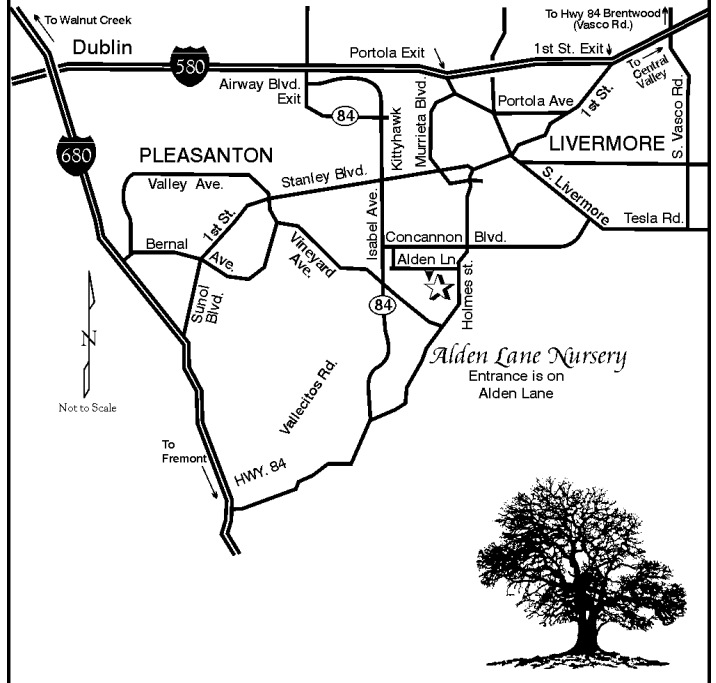 To Walnut Creek
To Hwy 84 Brentwood
(Vasco Rd.)
Dublin
580
Portola Exit
1st St. Exit
To
Central
Valley
Airway Blvd.
Exit
84
Kittyhawk
Murrieta Blvd.
Portola Ave.
1st St.
S. Vasco Rd.
LIVERMORE
680
PLEASANTON
Valley Ave.
Stanley Blvd.
S. Livermore
Tesla Rd.
1st St.
Bernal
Ave.
Vineyard
Ave.
Isabel Ave.
Concannon Blvd.
Alden Ln.
Holmes st.
Sunol
Blvd.
84
N
Not to Scale
Alden Lane Nursery
Entrance is on
Alden Lane
Vallecitos Rd.
To
Fremont
HWY. 84